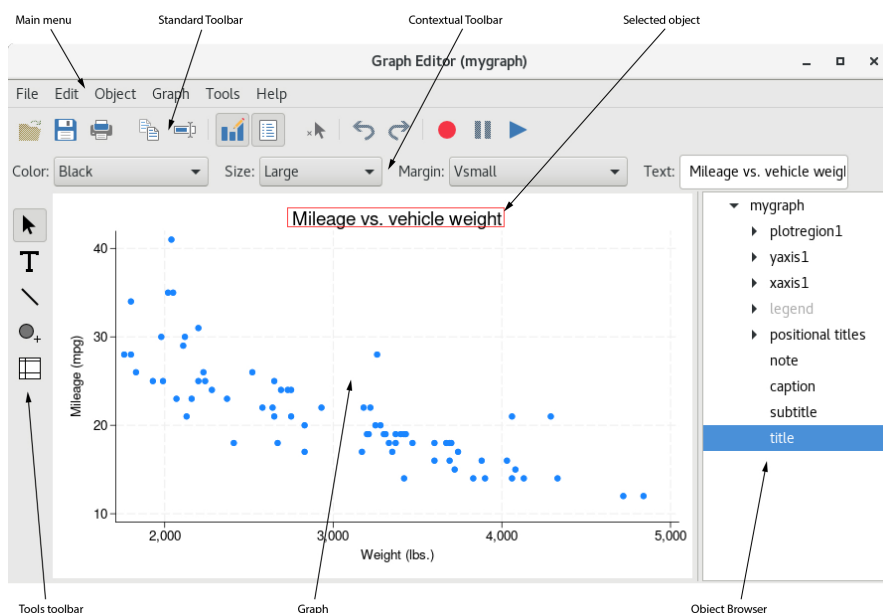 Main menu
Standard Toolbar
Contextual Toolbar
Selected object
Graph Editor (mygraph)
File Edit Object Graph Tools Help
Color: Black Size: Large Margin: Vsmall Text: Mileage vs. vehicle weigl
T
Mileage vs. vehicle weight
40
30
20
10
Mileage (mpg)
2,000 3,000 4,000 5,000
Weight (lbs.)
mygraph
plotregion1
yaxis1
xaxis1
legend
positional titles
note
caption
subtitle
title
Tools toolbar
Graph
Object Browser